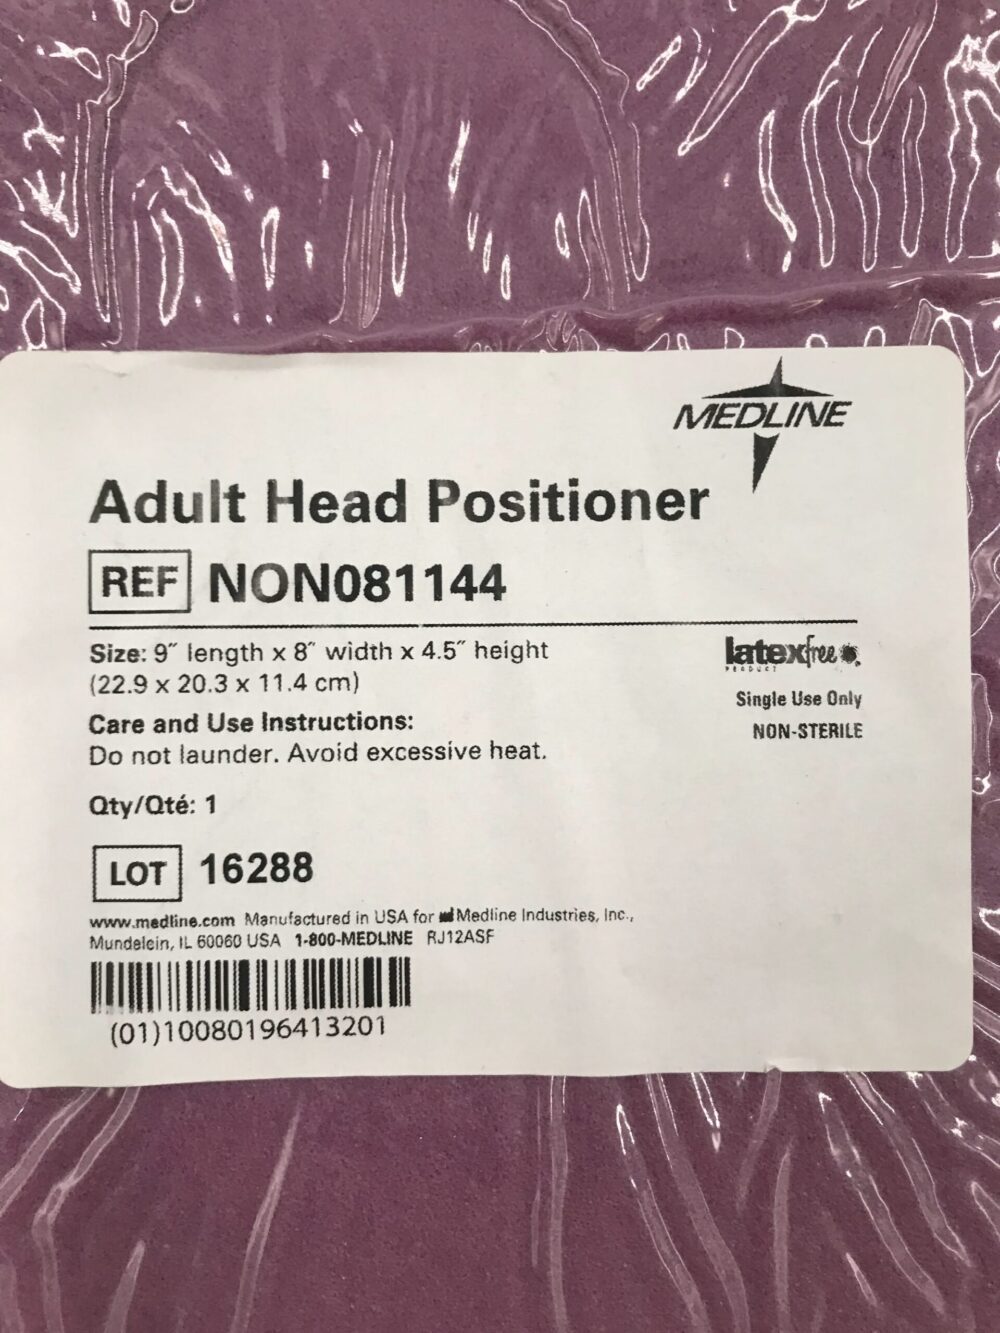 MEDLINE
Adult Head Positioner
REF NON081144
Size: 9˝ length x 8˝ width x 4.5˝ height
(22.9 x 20.3 x 11.4 cm)
latexfree
PRODUCT
Single Use Only
NON-STERILE
Care and Use Instructions:
Do not launder. Avoid excessive heat.
Qty/Qté: 1
LOT 16288
www.medline.com Manufactured in USA for Medline Industries, Inc.,
Mundelein, IL 60060 USA 1-800-MEDLINE RJ12ASF
(01)10080196413201